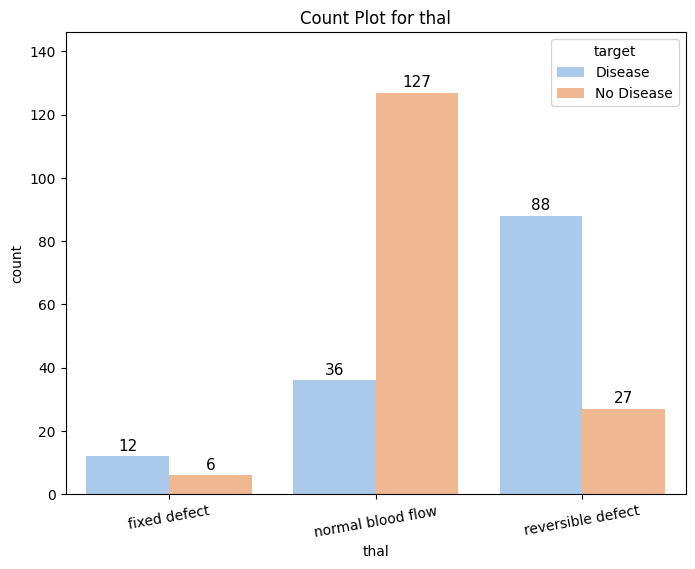 Count Plot for thal
target
Disease
No Disease
140
120
100
80
60
40
20
0
count
12
6
36
127
88
27
fixed defect
normal blood flow
reversible defect
thal